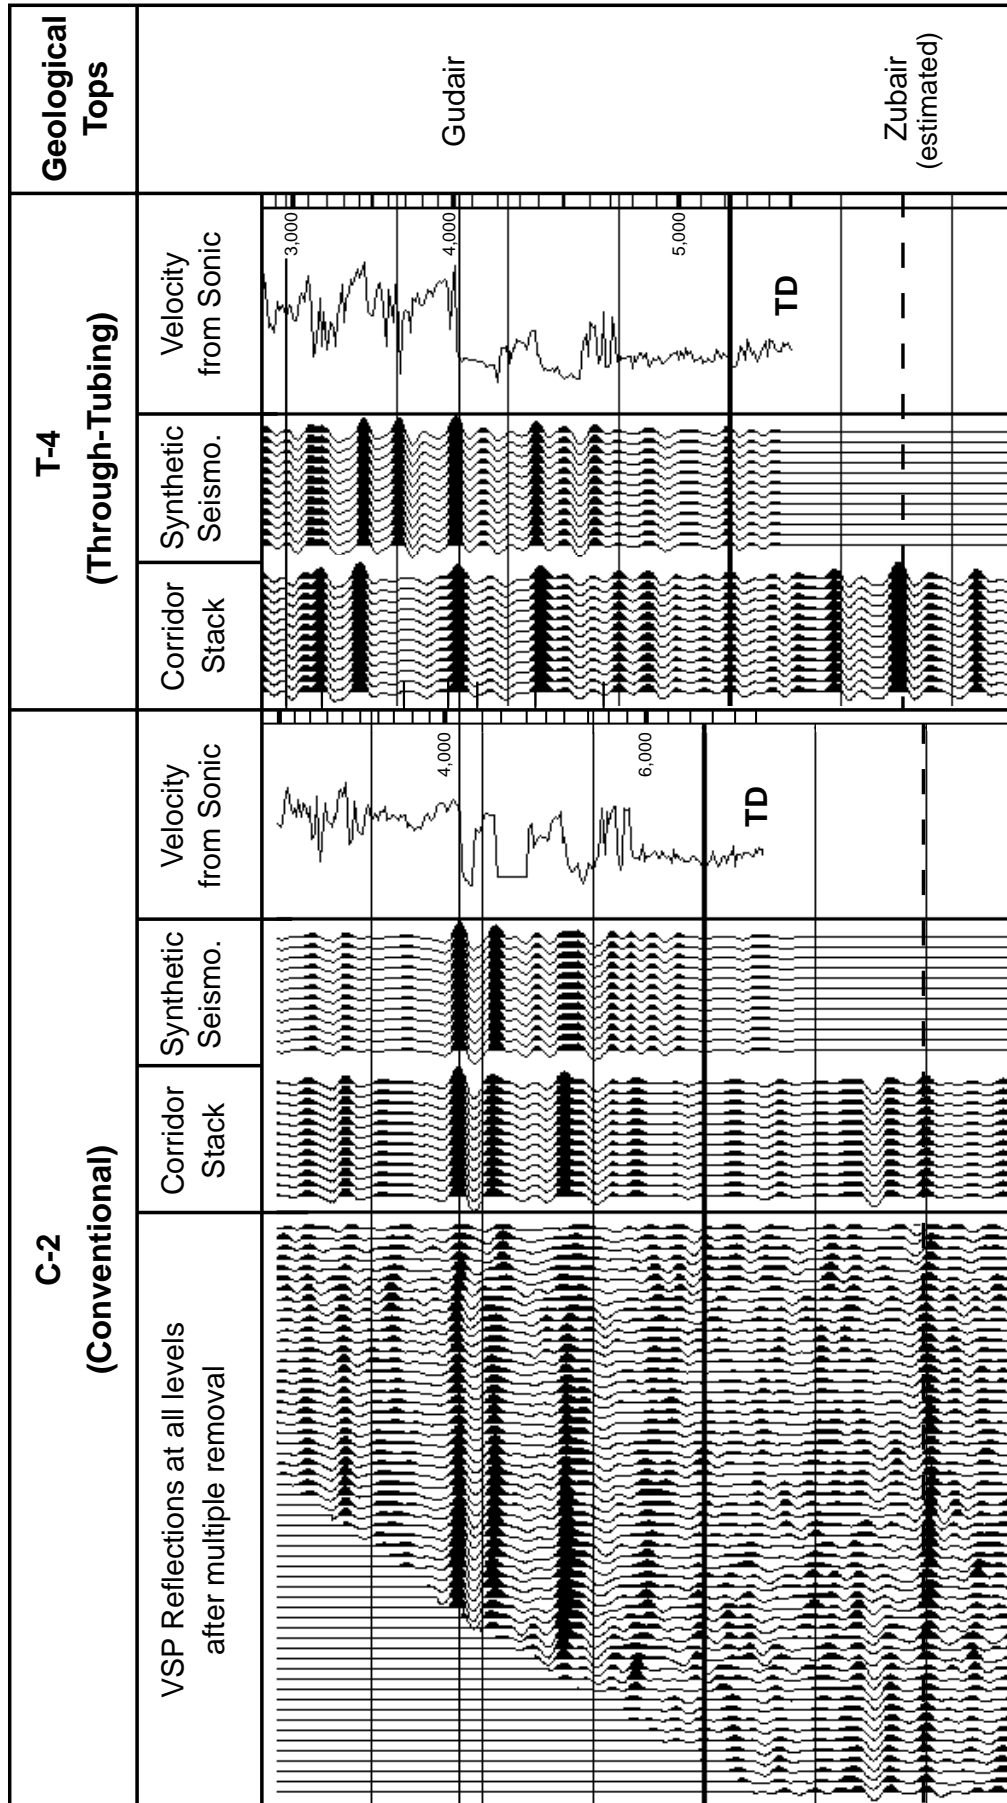 C-2
(Conventional)
T-4
(Through-Tubing)
Geological
Tops
VSP Reflections at all levels
after multiple removal
Corridor
Stack
Synthetic
Seismo.
Velocity
from Sonic
Corridor
Stack
Synthetic
Seismo.
Velocity
from Sonic
4,000
6,000
TD
3,000
4,000
5,000
TD
Gudair
Zubair
(estimated)